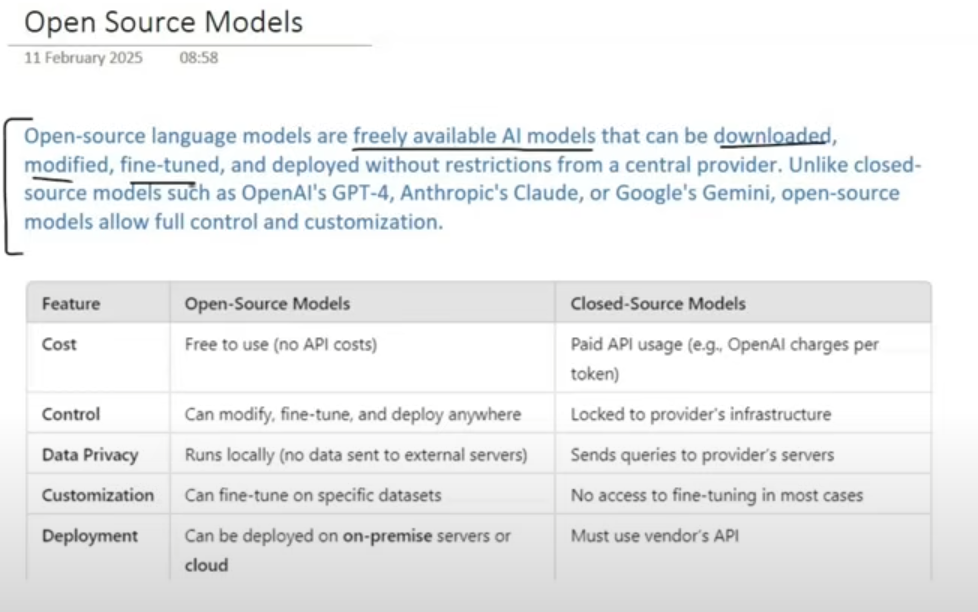 Open Source Models
11 February 2025 08:58
Open-source language models are freely available AI models that can be downloaded,
modified, fine-tuned, and deployed without restrictions from a central provider. Unlike closed-
source models such as OpenAI's GPT-4, Anthropic's Claude, or Google's Gemini, open-source
models allow full control and customization.
Feature Open-Source Models Closed-Source Models
Cost Free to use (no API costs) Paid API usage (e.g., OpenAI charges per
token)
Control Can modify, fine-tune, and deploy anywhere Locked to provider's infrastructure
Data Privacy Runs locally (no data sent to external servers) Sends queries to provider's servers
Customization Can fine-tune on specific datasets No access to fine-tuning in most cases
Deployment Can be deployed on on-premise servers or Must use vendor's API
cloud